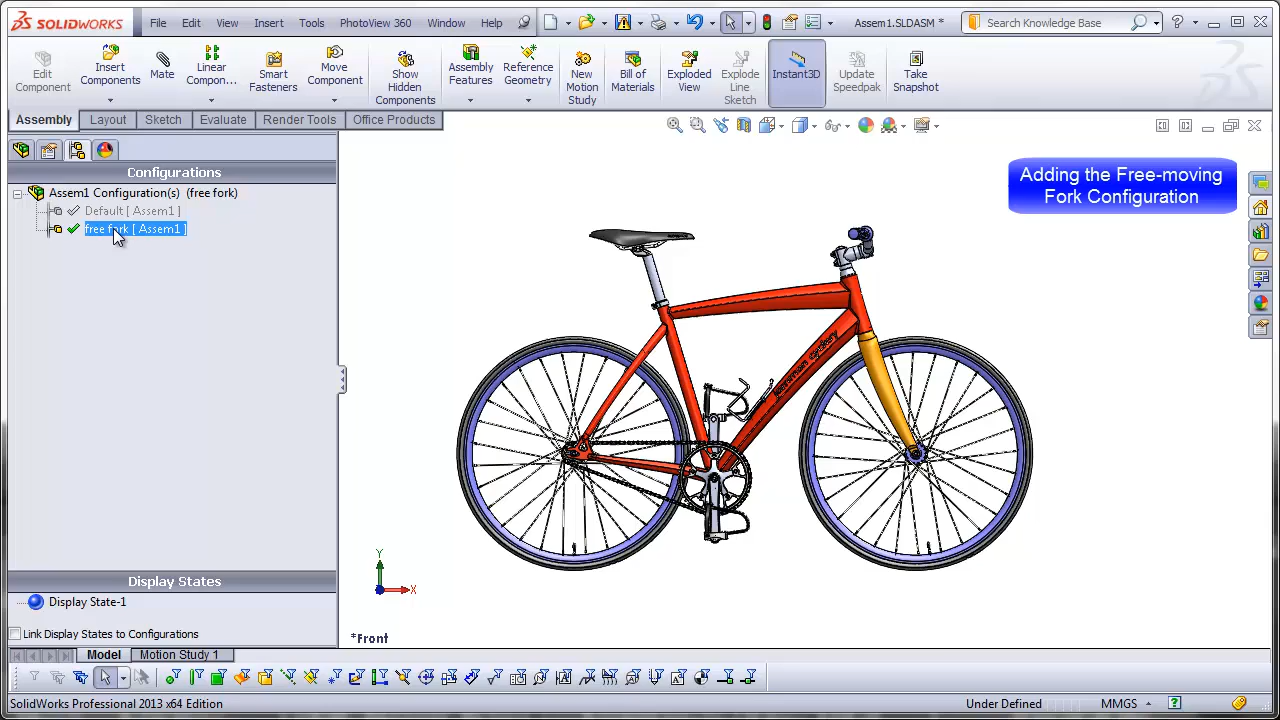 SOLIDWORKS File Edit View Insert Tools PhotoView 360 Window Help Assem1.SLDASM * Search Knowledge Base
Edit Component
Insert Components
Mate
Linear Compon...
Smart Fasteners
Move Component
Show Hidden Components
Assembly Features
Reference Geometry
New Motion Study
Bill of Materials
Exploded View
Explode Line Sketch
Instant3D
Update Speedpak
Take Snapshot
Assembly Layout Sketch Evaluate Render Tools Office Products
Configurations
Assem1 Configuration(s) (free fork)
Default [ Assem1 ]
free fork [ Assem1 ]
Adding the Free-moving
Fork Configuration
Y
X
*Front
Display States
Display State-1
Link Display States to Configurations
Model Motion Study 1
SolidWorks Professional 2013 x64 Edition Under Defined MMGS